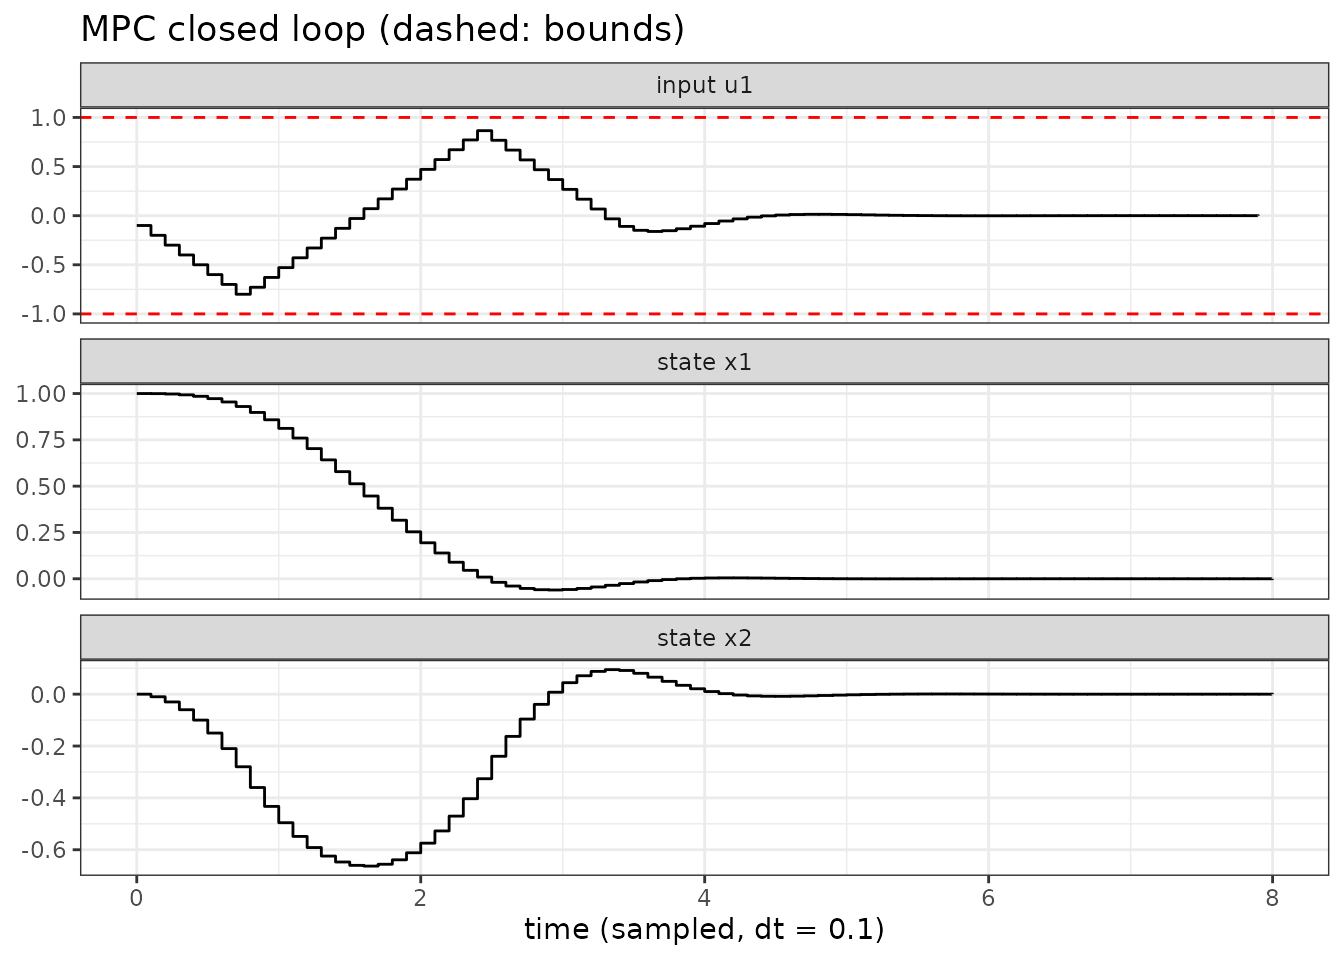 MPC closed loop (dashed: bounds)
input u1
1.0
0.5
0.0
-0.5
-1.0
state x1
1.00
0.75
0.50
0.25
0.00
state x2
0.0
-0.2
-0.4
-0.6
0 2 4 6 8
time (sampled, dt = 0.1)